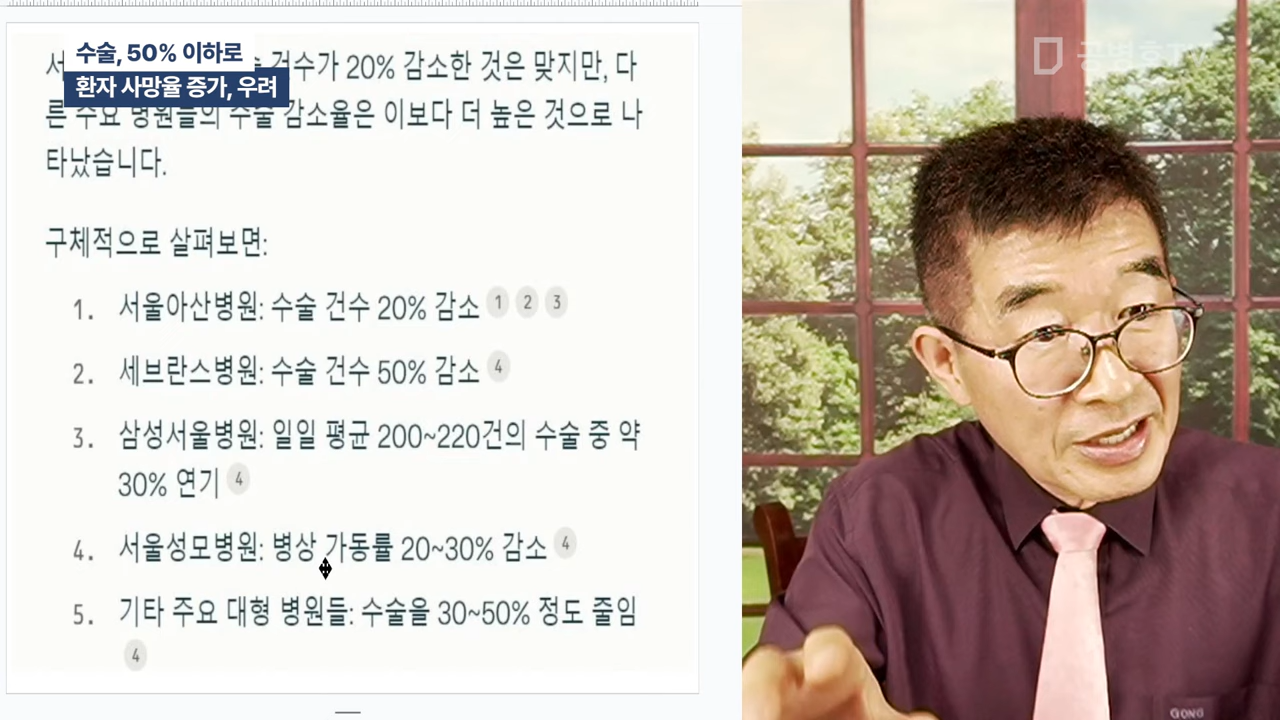 수술, 50% 이하로
환자 사망율 증가, 우려
건수가 20% 감소한 것은 맞지만, 다
른 주요 병원들의 수술 감소율은 이보다 더 높은 것으로 나
타났습니다.
구체적으로 살펴보면:
1. 서울아산병원: 수술 건수 20% 감소 1 2 3
2. 세브란스병원: 수술 건수 50% 감소 4
3. 삼성서울병원: 일일 평균 200~220건의 수술 중 약
30% 연기 4
4. 서울성모병원: 병상 가동률 20~30% 감소 4
5. 기타 주요 대형 병원들: 수술을 30~50% 정도 줄임
4
공병호TV
GONG